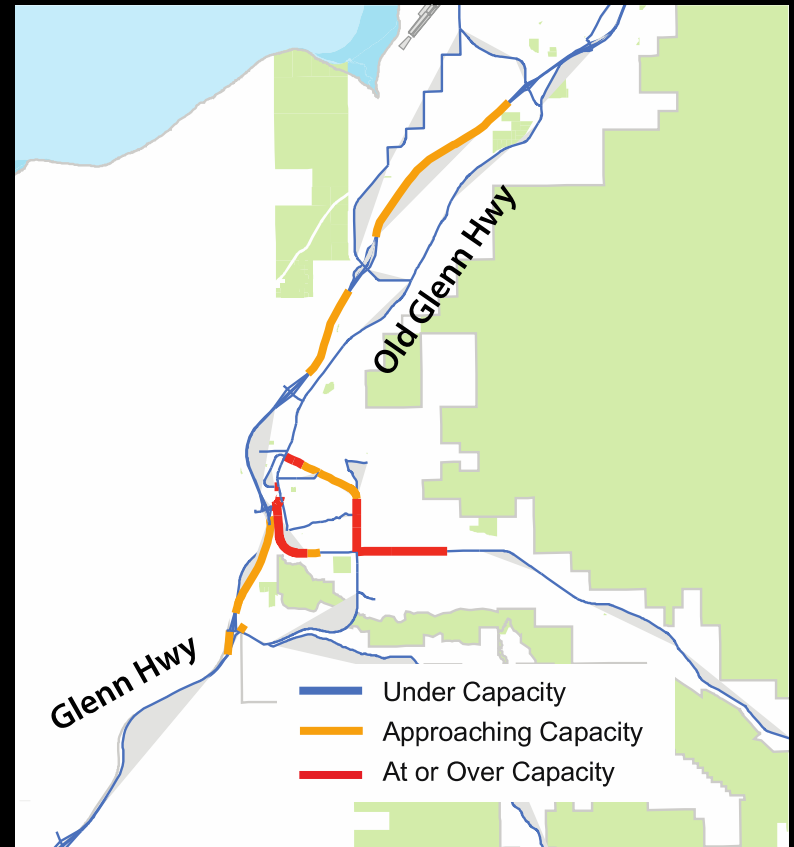 Old Glenn Hwy
Glenn Hwy
Under Capacity
Approaching Capacity
At or Over Capacity